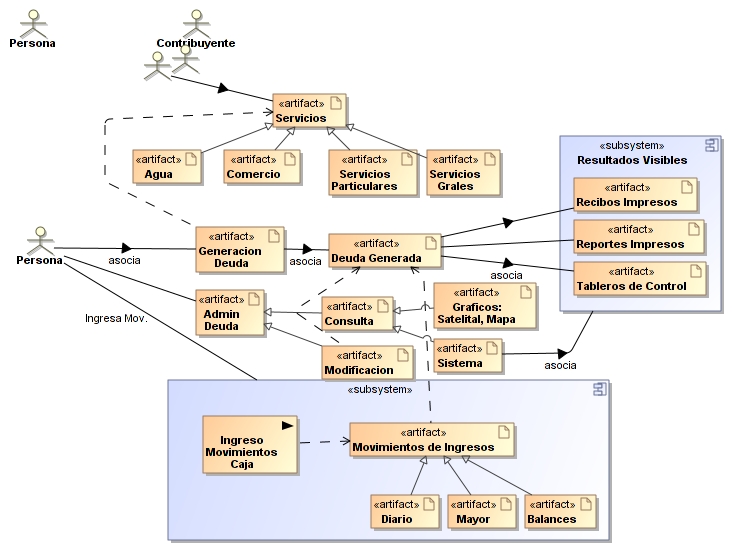 Persona
Contribuyente
«artifact»
Servicios
«artifact»
Agua
«artifact»
Comercio
«artifact»
Servicios
Particulares
«artifact»
Servicios
Grales
«subsystem»
Resultados Visibles
«artifact»
Recibos Impresos
«artifact»
Reportes Impresos
«artifact»
Tableros de Control
Persona
asocia
«artifact»
Generacion
Deuda
asocia
«artifact»
Deuda Generada
asocia
«artifact»
Admin
Deuda
«artifact»
Consulta
«artifact»
Graficos:
Satelital, Mapa
Ingresa Mov.
«artifact»
Modificacion
«artifact»
Sistema
asocia
«subsystem»
Ingreso
Movimientos
Caja
«artifact»
Movimientos de Ingresos
«artifact»
Diario
«artifact»
Mayor
«artifact»
Balances